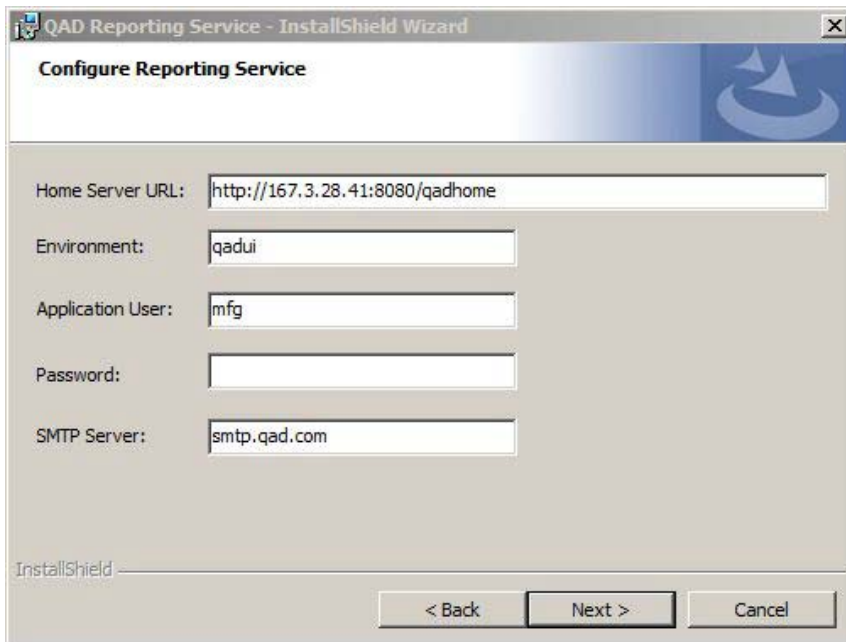 QAD Reporting Service - InstallShield Wizard
Configure Reporting Service
Home Server URL: http://167.3.28.41:8080/qadhome
Environment: qadui
Application User: mfg
Password:
SMTP Server: smtp.qad.com
InstallShield
< Back Next > Cancel